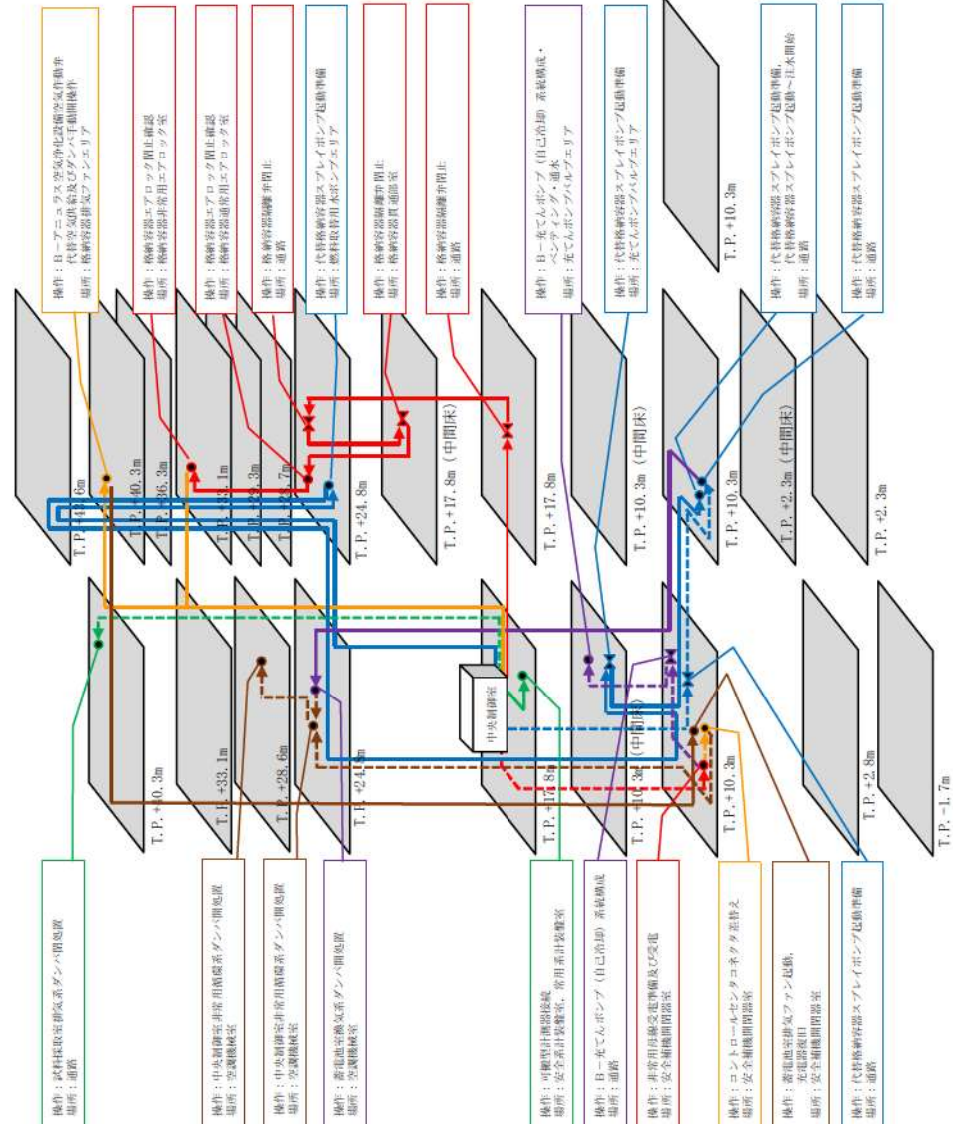 操作：B－アニュラス空気浄化設備空気作動弁
代替空気供給及びダンパ手動開操作
場所：格納容器排気ファンエリア
操作：格納容器エアロック閉止確認
場所：格納容器非常用エアロック室
操作：格納容器エアロック閉止確認
場所：格納容器通常用エアロック室
操作：格納容器隔離弁閉止
場所：通路
操作：代替格納容器スプレイポンプ起動準備
場所：燃料取替用水ポンプエリア
操作：格納容器隔離弁閉止
場所：格納容器貫通部室
操作：格納容器隔離弁閉止
場所：通路
操作：B－充てんポンプ（自己冷却）系統構成・
ベンティング・通水
場所：充てんポンプバルブエリア
操作：代替格納容器スプレイポンプ起動準備
場所：充てんポンプバルブエリア
操作：代替格納容器スプレイポンプ起動準備，
代替格納容器スプレイポンプ起動～注水開始
場所：通路
操作：代替格納容器スプレイポンプ起動準備
場所：通路
T.P. +43.6m
T.P. +40.3m
T.P. +36.3m
T.P. +33.1m
T.P. +29.3m
T.P. +24.8m
T.P. +17.8m（中間床）
T.P. +17.8m
T.P. +10.3m（中間床）
T.P. +10.3m
T.P. +2.3m（中間床）
T.P. +2.3m
T.P. +10.3m
T.P. +40.3m
T.P. +33.1m
T.P. +28.6m
T.P. +24.8m
中央制御室
T.P. +17.8m
T.P. +10.3m（中間床）
T.P. +10.3m
T.P. +2.8m
T.P. -1.7m
操作：試料採取室排気系ダンパ閉処置
場所：通路
操作：中央制御室非常用循環系ダンパ開処置
場所：空調機械室
操作：中央制御室非常用循環系ダンパ開処置
場所：空調機械室
操作：蓄電池室換気系ダンパ開処置
場所：空調機械室
操作：可搬型計測器接続
場所：安全系計装盤室，常用系計装盤室
操作：B－充てんポンプ（自己冷却）系統構成
場所：通路
操作：非常用母線受電準備及び受電
場所：安全補機開閉器室
操作：コントロールセンタコネクタ差替え
場所：安全補機開閉器室
操作：蓄電池室排気ファン起動，
充電器復旧
場所：安全補機開閉器室
操作：代替格納容器スプレイポンプ起動準備
場所：通路